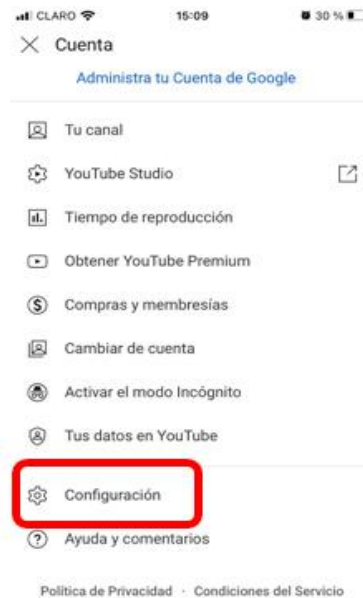 CLARO 15:09 30 %
Cuenta
Administra tu Cuenta de Google
Tu canal
YouTube Studio
Tiempo de reproducción
Obtener YouTube Premium
Compras y membresías
Cambiar de cuenta
Activar el modo Incógnito
Tus datos en YouTube
Configuración
Ayuda y comentarios
Política de Privacidad · Condiciones del Servicio